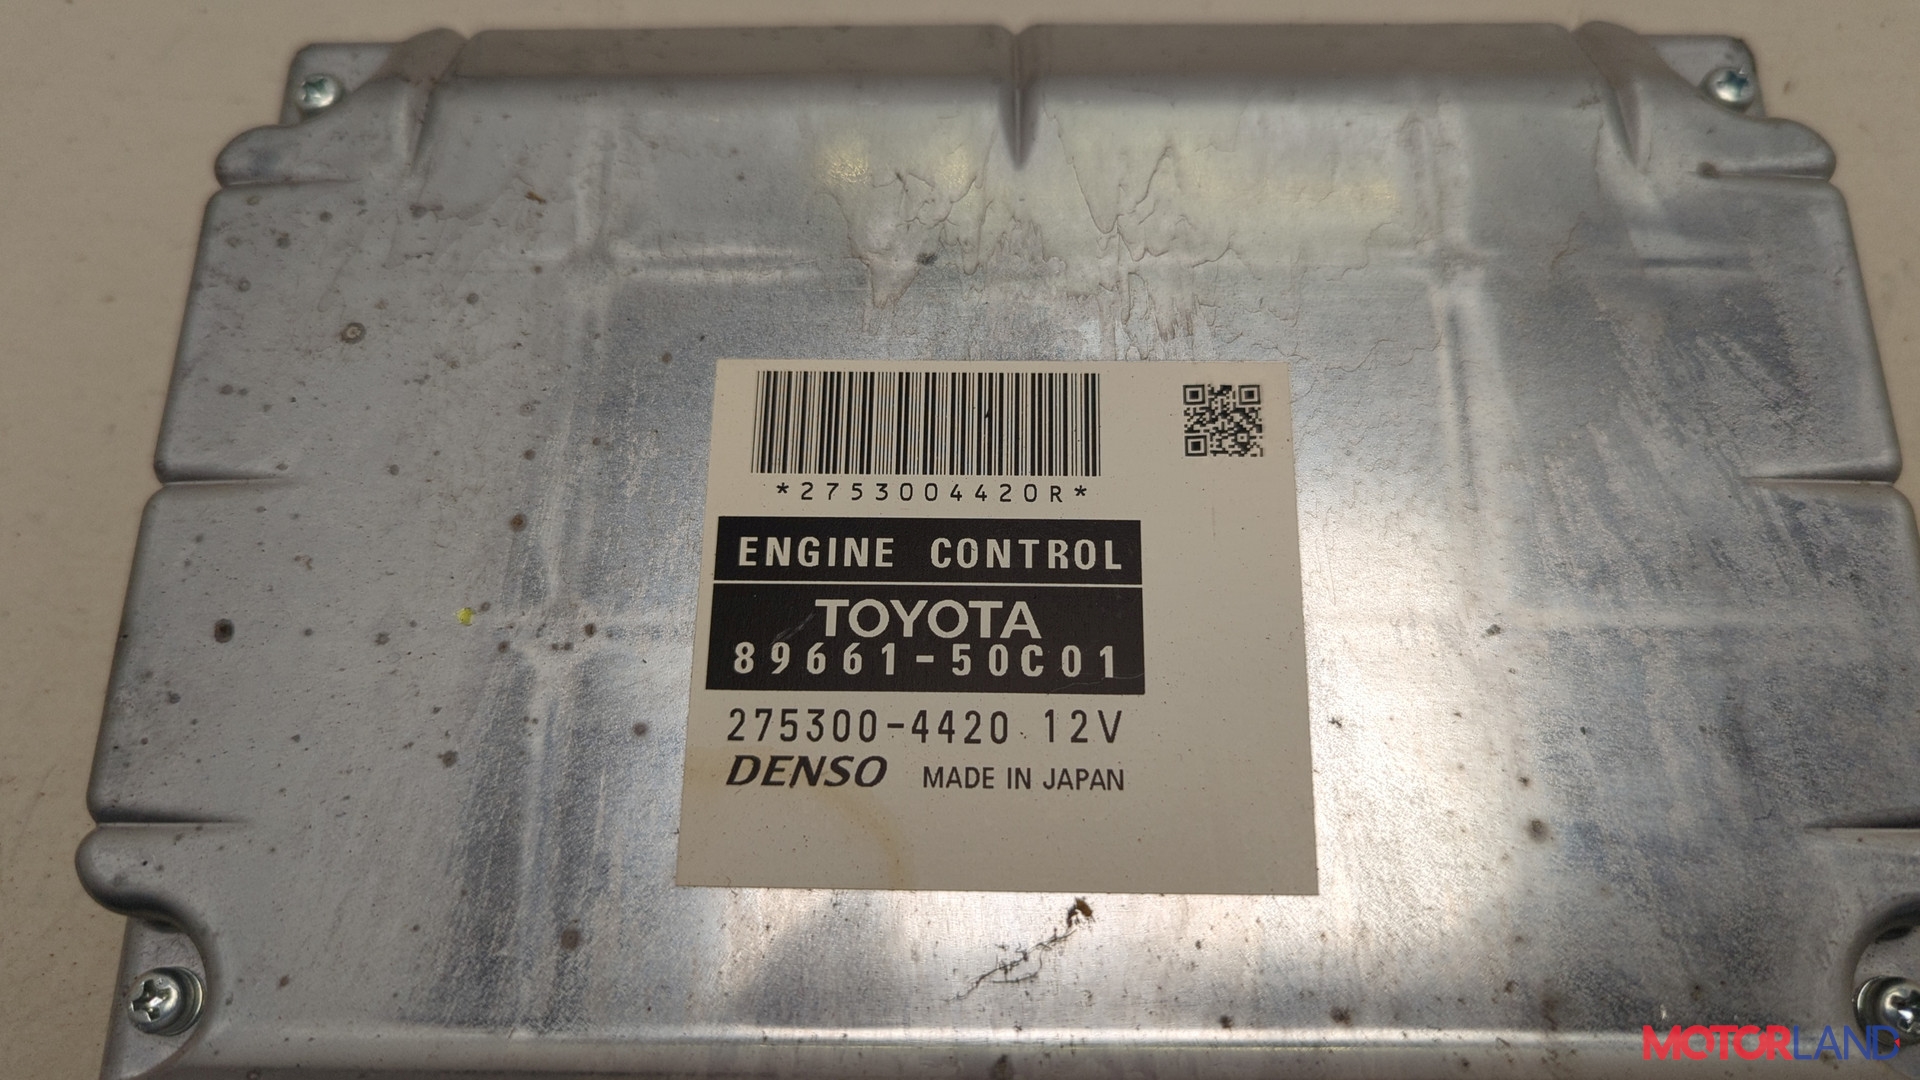 *2753004420R*
ENGINE CONTROL
TOYOTA
89661-50C01
275300-4420 12V
DENSO MADE IN JAPAN
MOTORLAND